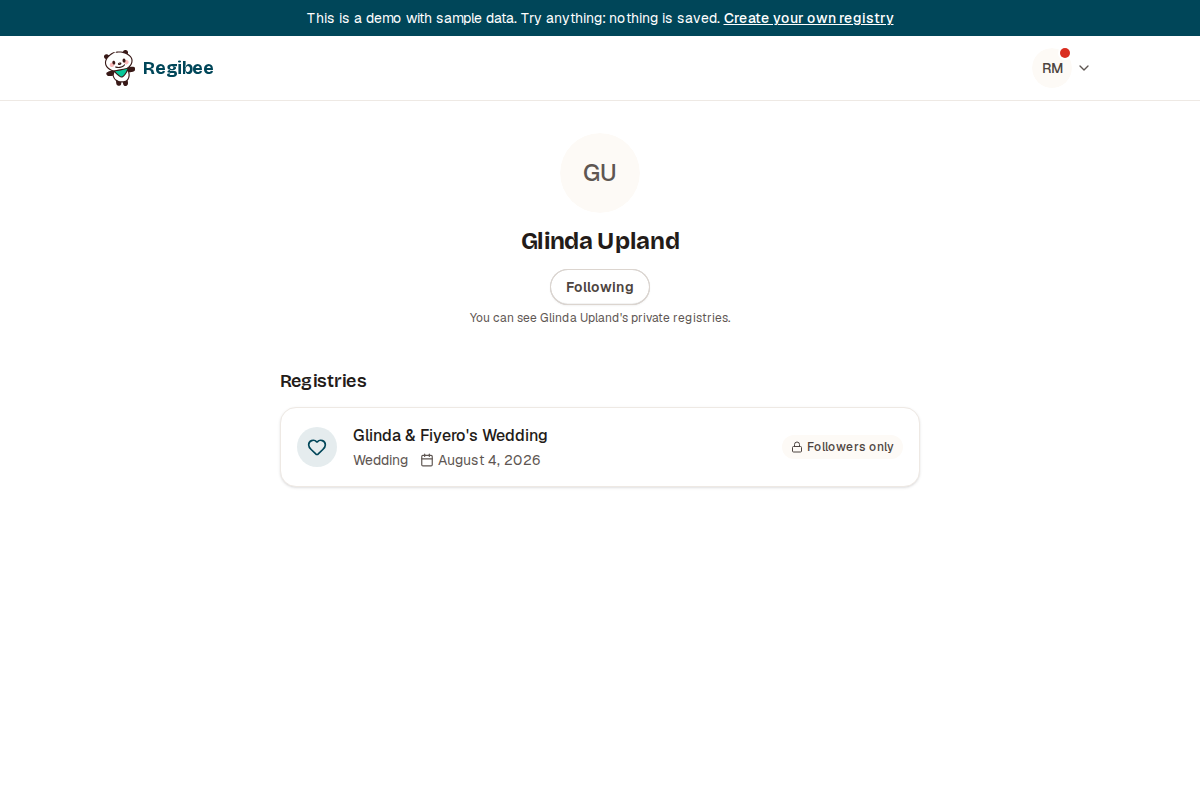 This is a demo with sample data. Try anything: nothing is saved. Create your own registry
Regibee
RM
GU
Glinda Upland
Following
You can see Glinda Upland's private registries.
Registries
Glinda & Fiyero's Wedding
Wedding August 4, 2026
Followers only